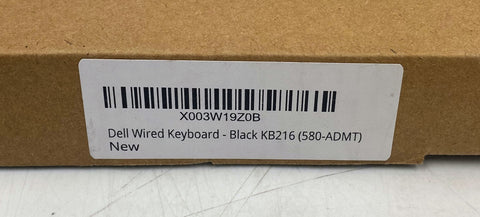 X003W19Z0B
Dell Wired Keyboard - Black KB216 (580-ADMT)
New